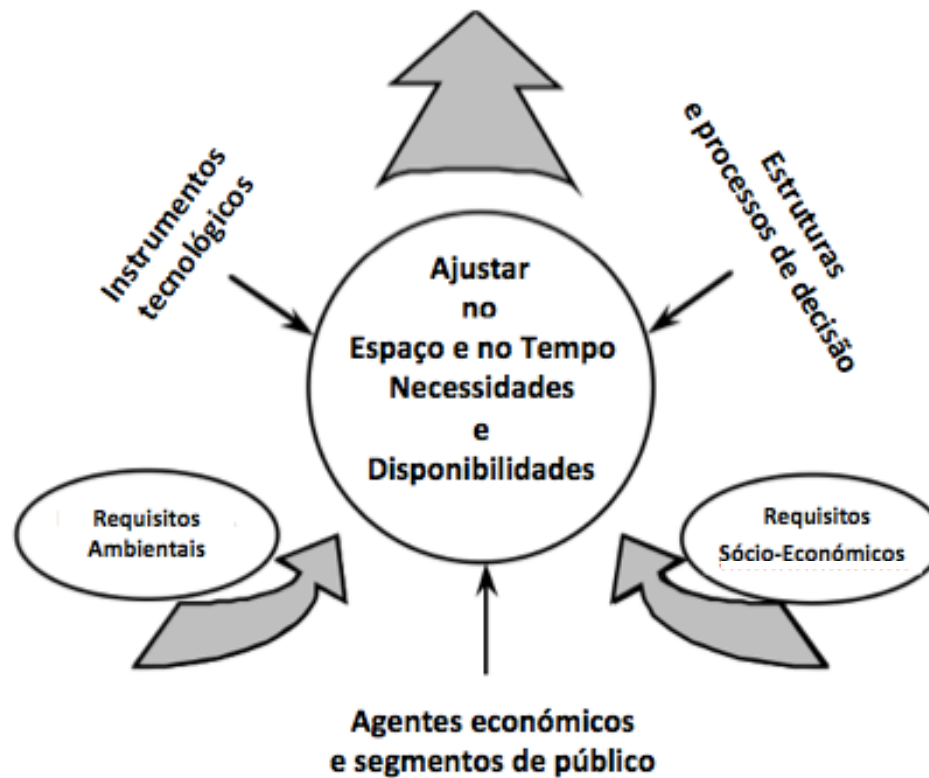 Instrumentos
tecnológicos
Estruturas
e processos de decisão
Ajustar
no
Espaço e no Tempo
Necessidades
e
Disponibilidades
Requisitos
Ambientais
Requisitos
Sócio-Económicos
Agentes económicos
e segmentos de público